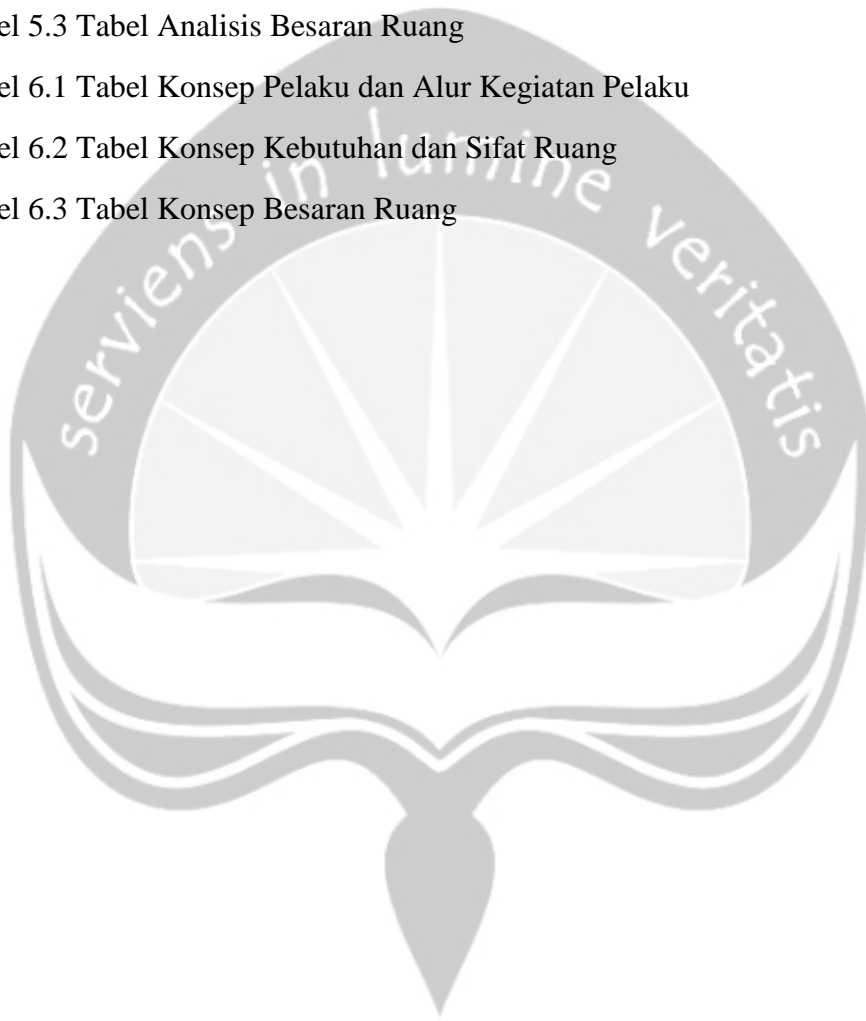 el 5.3 Tabel Analisis Besaran Ruang
el 6.1 Tabel Konsep Pelaku dan Alur Kegiatan Pelaku
el 6.2 Tabel Konsep Kebutuhan dan Sifat Ruang
el 6.3 Tabel Konsep Besaran Ruang
serviens in lumine veritatis